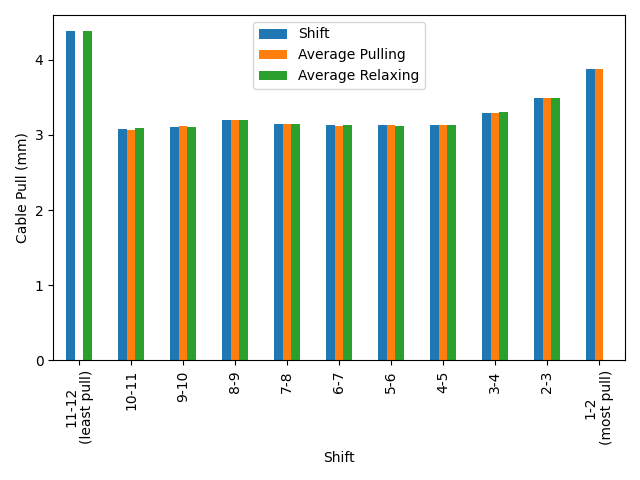 Shift
Average Pulling
Average Relaxing
Cable Pull (mm)
4
3
2
1
0
11-12
(least pull)
10-11
9-10
8-9
7-8
6-7
5-6
4-5
3-4
2-3
1-2
(most pull)
Shift